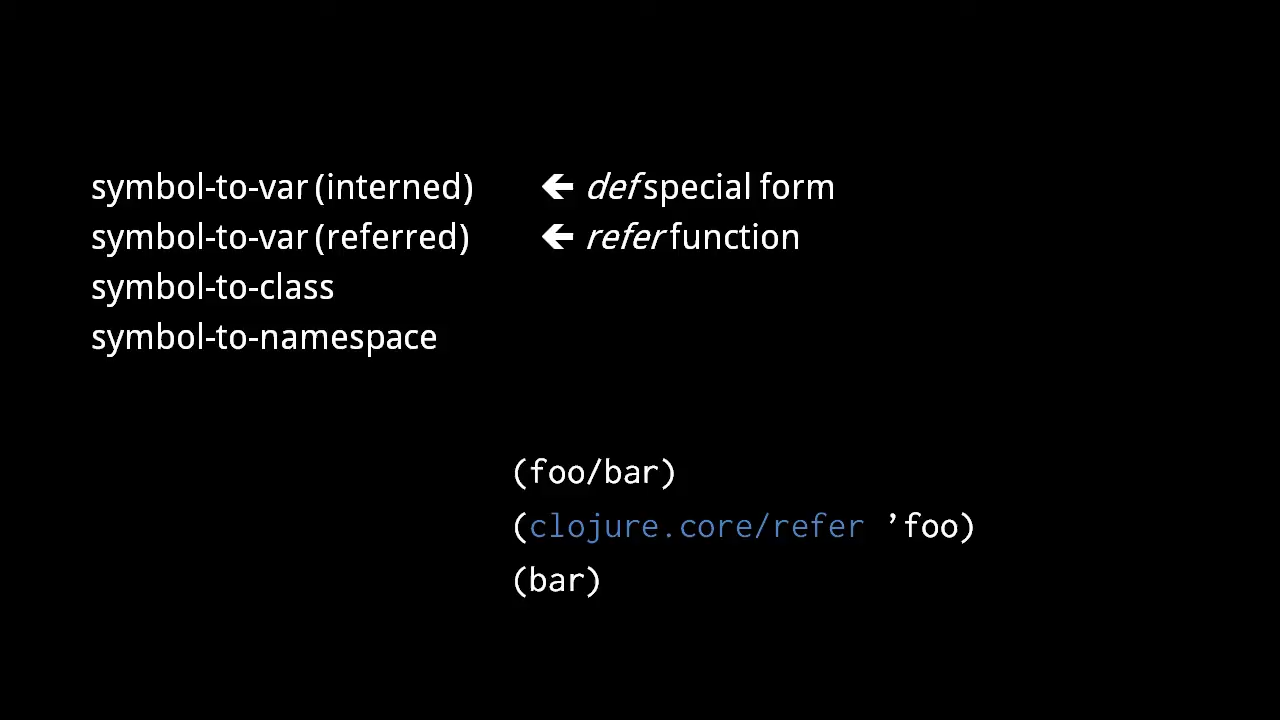 symbol-to-var (interned) 🡸 def special form
symbol-to-var (referred) 🡸 refer function
symbol-to-class
symbol-to-namespace
(foo/bar)
(clojure.core/refer ’foo)
(bar)